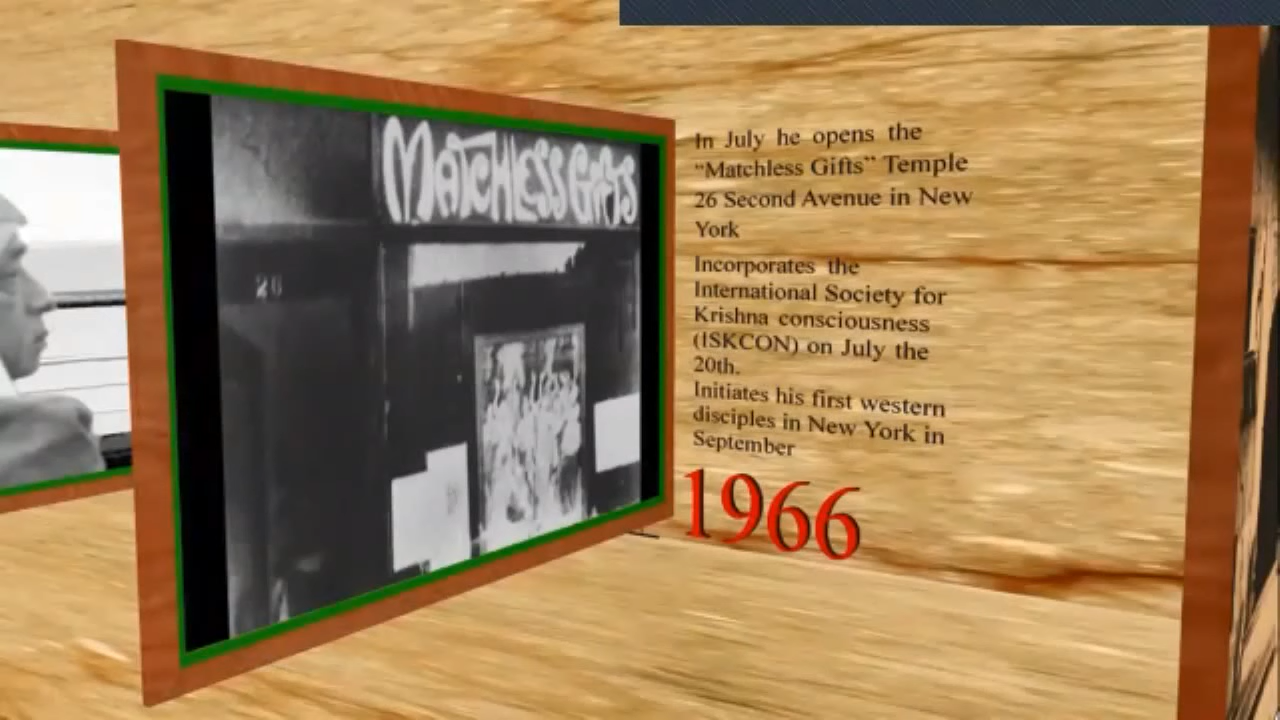 MATCHLESS GIFTS
26
In July he opens the
“Matchless Gifts” Temple
26 Second Avenue in New
York
Incorporates the
International Society for
Krishna consciousness
(ISKCON) on July the
20th.
Initiates his first western
disciples in New York in
September
1966